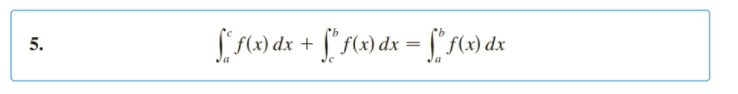 5. ∫_a^c f(x) dx + ∫_c^b f(x) dx = ∫_a^b f(x) dx